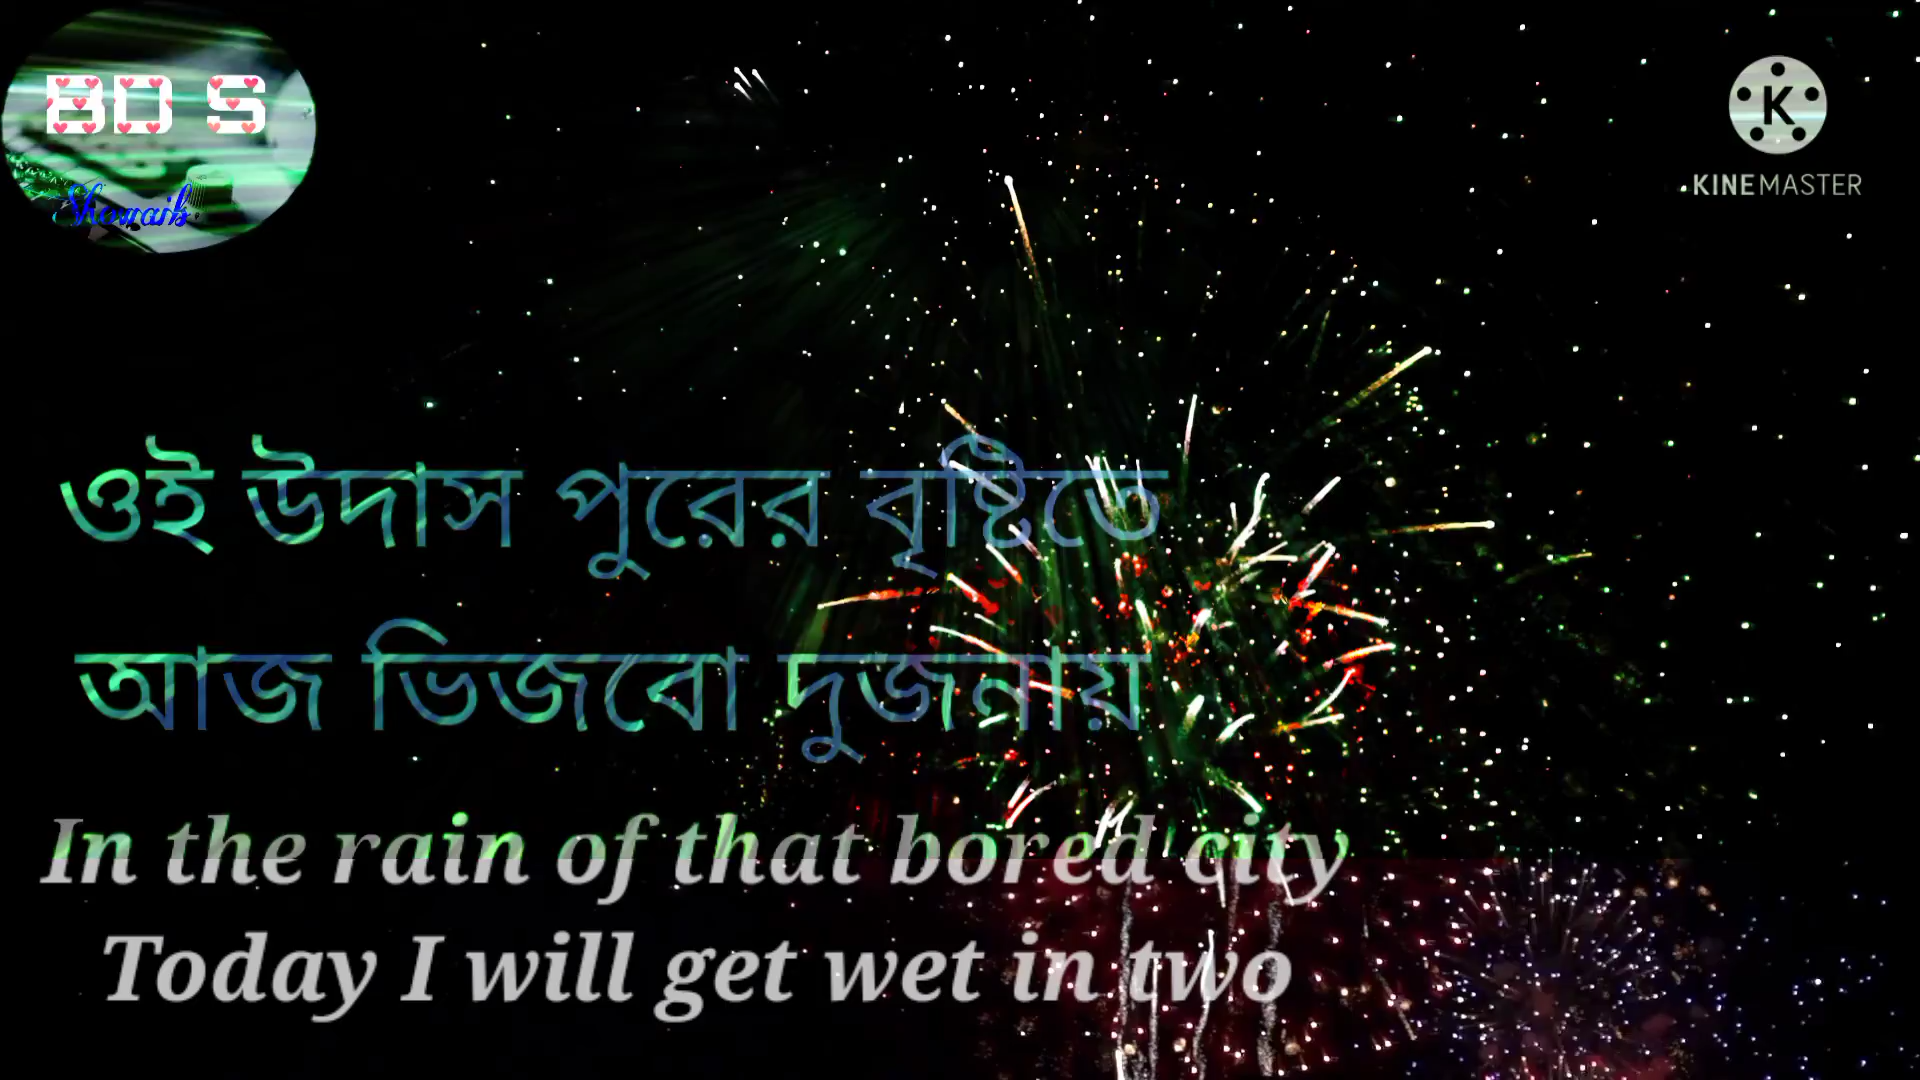 BD S
Showaib
KINEMASTER
ওই উদাস পুরের বৃষ্টিতে
আজ ভিজবো দুজনায়
In the rain of that bored city
Today I will get wet in two